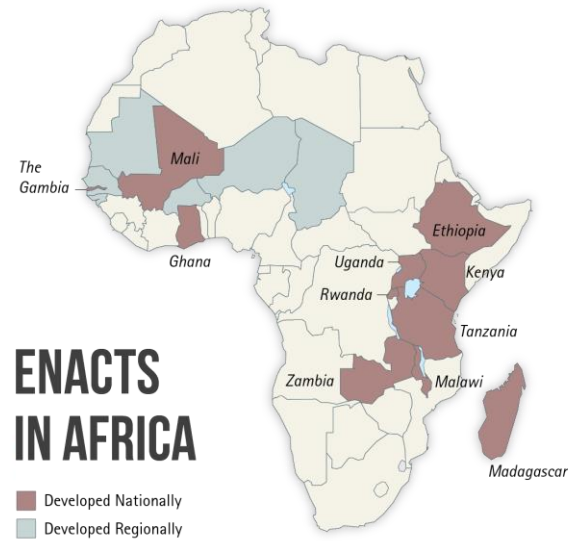 Mali
The
Gambia
Ghana
Ethiopia
Uganda
Kenya
Rwanda
Tanzania
Zambia
Malawi
Madagascar
ENACTS
IN AFRICA
Developed Nationally
Developed Regionally